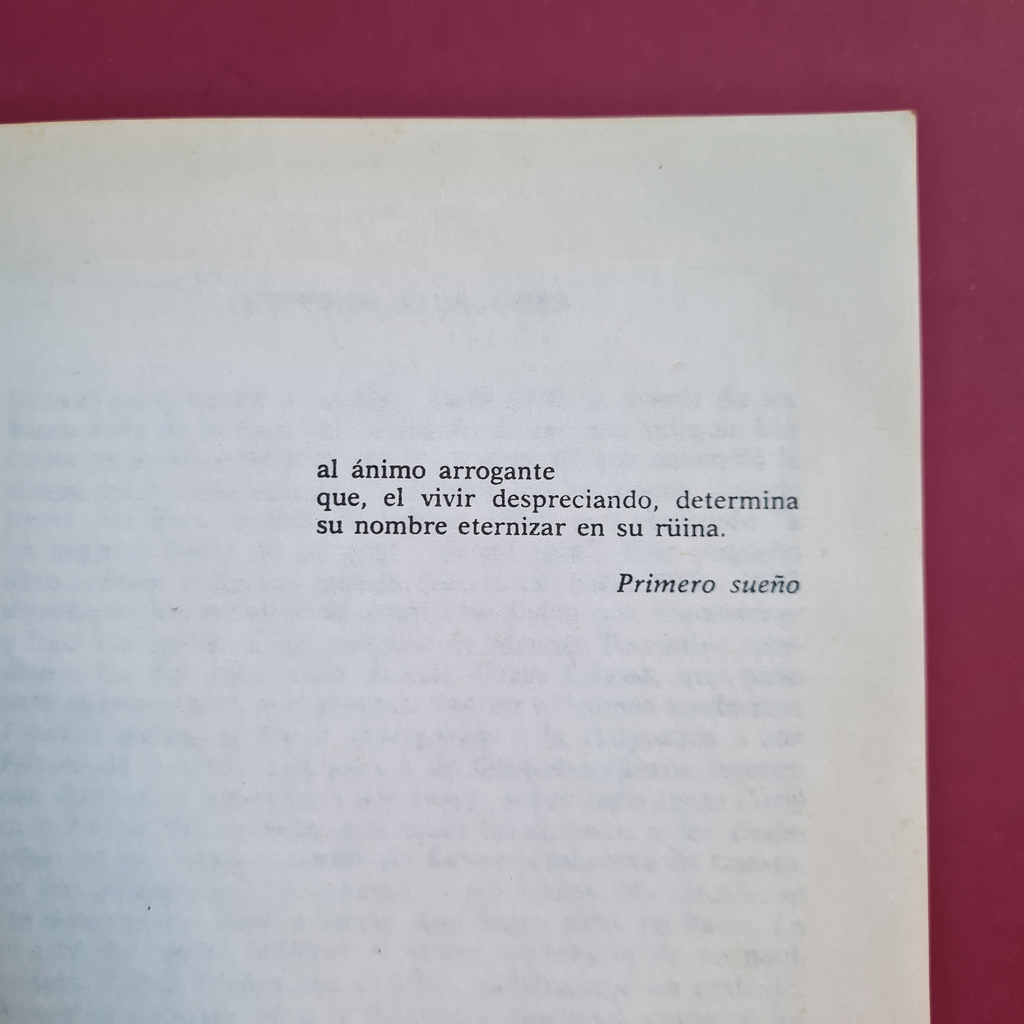 al ánimo arrogante
que, el vivir despreciando, determina
su nombre eternizar en su rüina.
Primero sueño